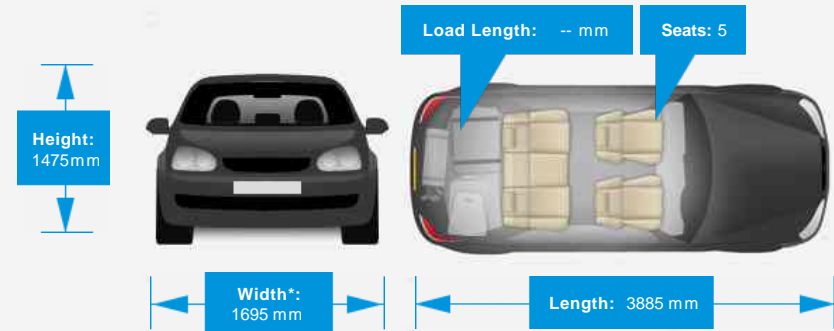 Load Length: -- mm
Seats: 5
Height:
1475mm
Width*:
1695 mm
Length: 3885 mm